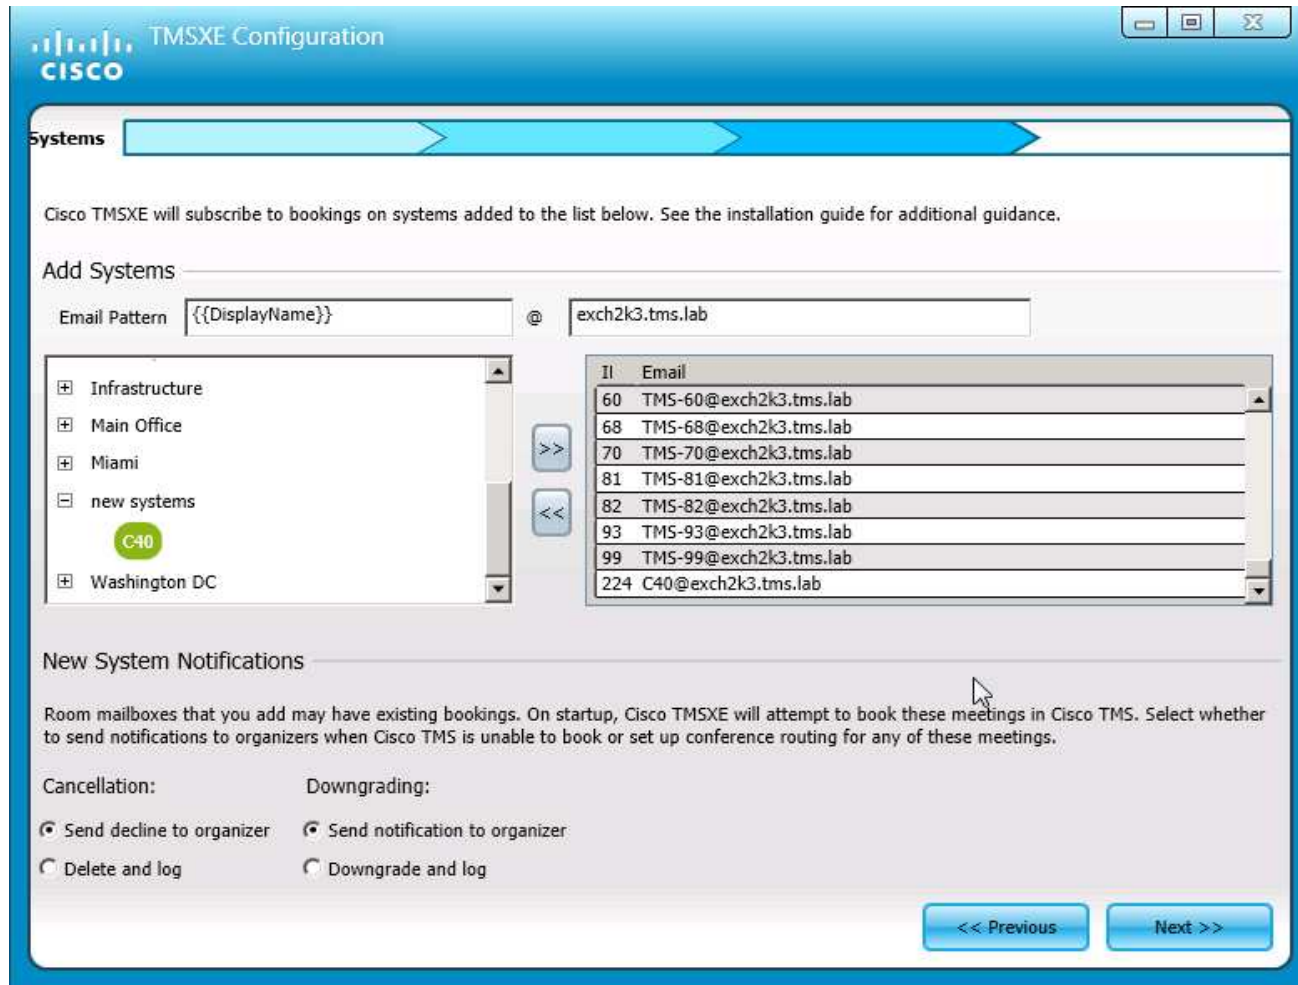 TMSXE Configuration
CISCO
Systems
Cisco TMSXE will subscribe to bookings on systems added to the list below. See the installation guide for additional guidance.
Add Systems
Email Pattern {{DisplayName}} @ exch2k3.tms.lab
Infrastructure
Main Office
Miami
new systems
C40
Washington DC
>>
<<
Il Email
60 TMS-60@exch2k3.tms.lab
68 TMS-68@exch2k3.tms.lab
70 TMS-70@exch2k3.tms.lab
81 TMS-81@exch2k3.tms.lab
82 TMS-82@exch2k3.tms.lab
93 TMS-93@exch2k3.tms.lab
99 TMS-99@exch2k3.tms.lab
224 C40@exch2k3.tms.lab
New System Notifications
Room mailboxes that you add may have existing bookings. On startup, Cisco TMSXE will attempt to book these meetings in Cisco TMS. Select whether
to send notifications to organizers when Cisco TMS is unable to book or set up conference routing for any of these meetings.
Cancellation: Downgrading:
Send decline to organizer Send notification to organizer
Delete and log Downgrade and log
<< Previous Next >>